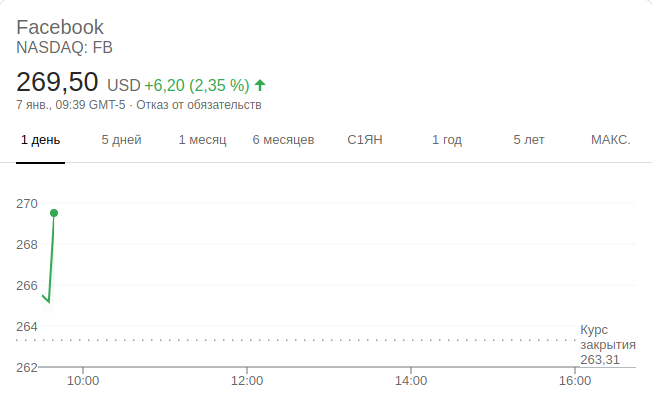 Facebook
NASDAQ: FB
269,50 USD +6,20 (2,35 %)
7 янв., 09:39 GMT-5 · Отказ от обязательств
1 день 5 дней 1 месяц 6 месяцев С1ЯН 1 год 5 лет МАКС.
270
268
266
264
262
Курс
закрытия
263,31
10:00 12:00 14:00 16:00